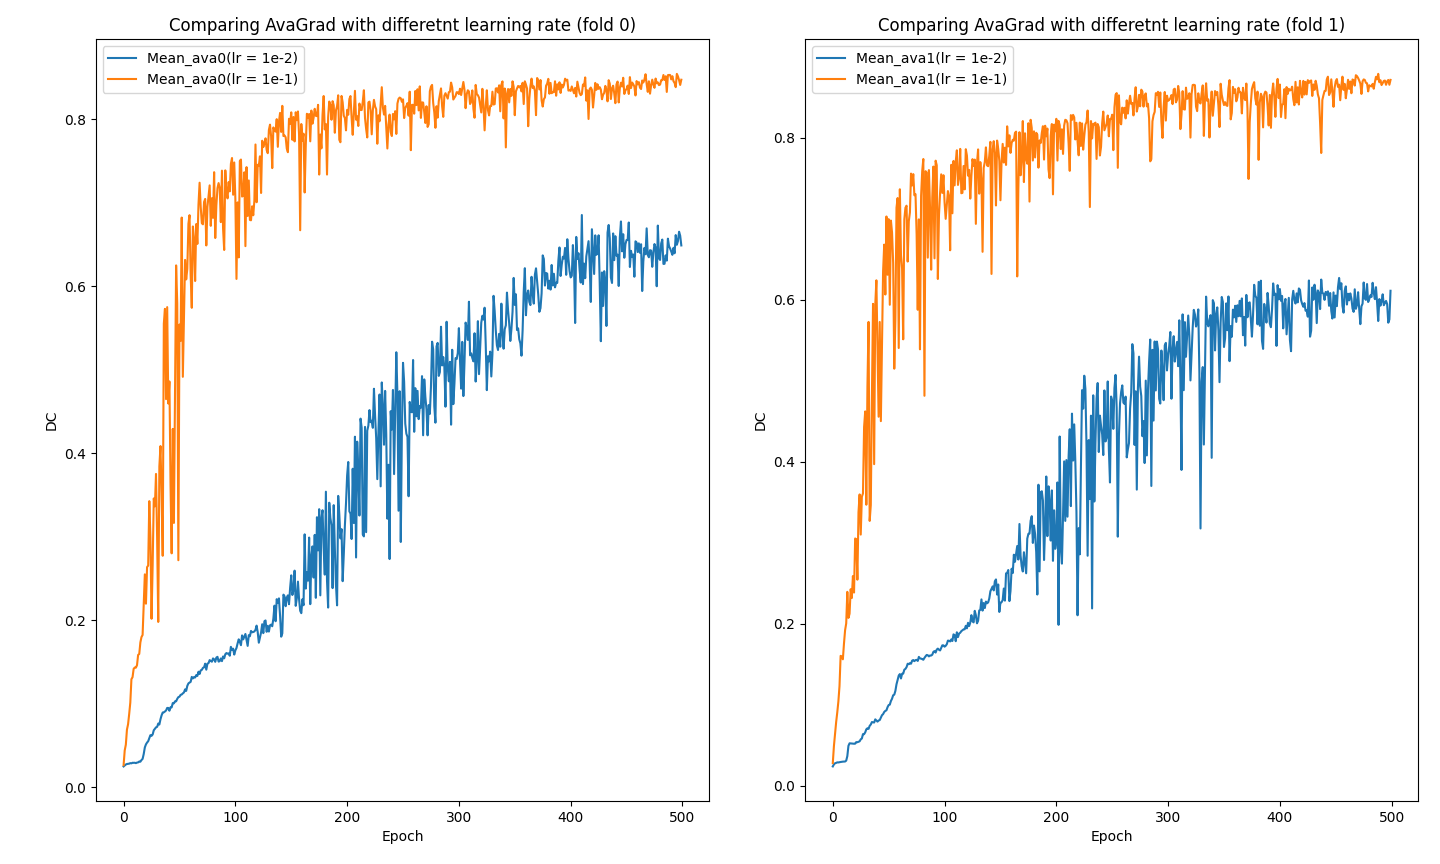 Comparing AvaGrad with differetnt learning rate (fold 0)
Mean_ava0(lr = 1e-2)
Mean_ava0(lr = 1e-1)
0.8
0.6
0.4
0.2
0.0
DC
0
100
200
300
400
500
Epoch
Comparing AvaGrad with differetnt learning rate (fold 1)
Mean_ava1(lr = 1e-2)
Mean_ava1(lr = 1e-1)
0.8
0.6
0.4
0.2
0.0
DC
0
100
200
300
400
500
Epoch